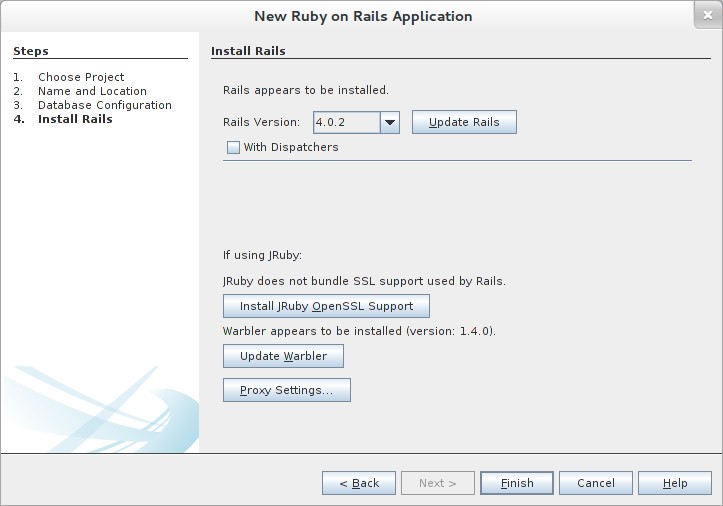 New Ruby on Rails Application
Steps
1. Choose Project
2. Name and Location
3. Database Configuration
4. Install Rails
Install Rails
Rails appears to be installed.
Rails Version: 4.0.2 Update Rails
With Dispatchers
If using JRuby:
JRuby does not bundle SSL support used by Rails.
Install JRuby OpenSSL Support
Warbler appears to be installed (version: 1.4.0).
Update Warbler
Proxy Settings...
< Back Next > Finish Cancel Help